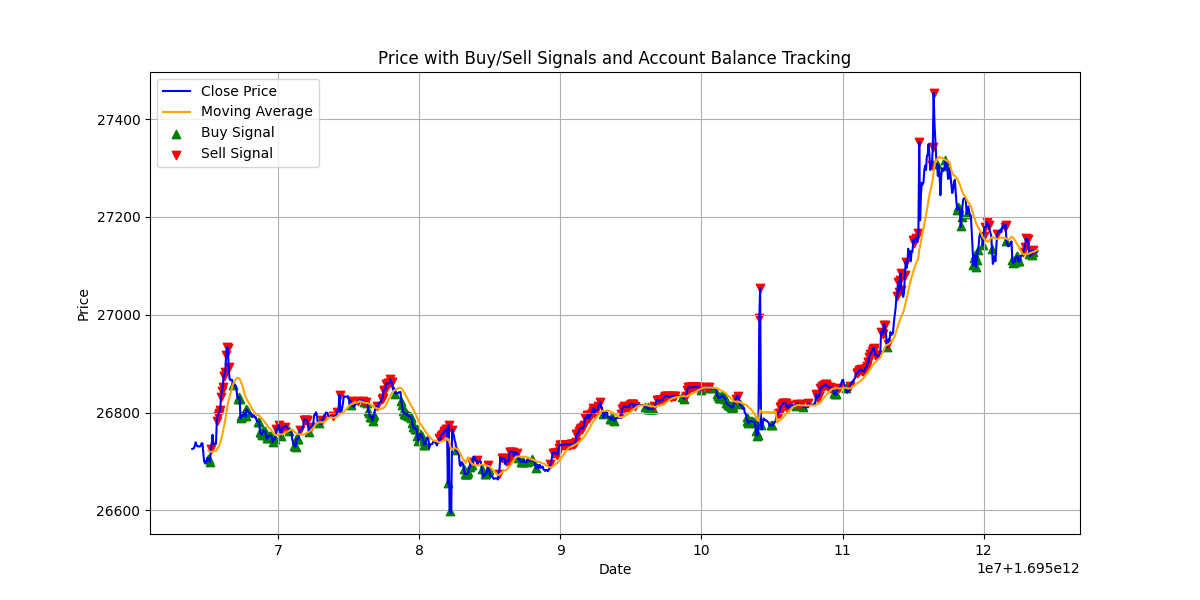 Price with Buy/Sell Signals and Account Balance Tracking
Close Price
Moving Average
Buy Signal
Sell Signal
27400
27200
27000
26800
26600
Price
7 8 9 10 11 12
Date
1e7+1.695e12